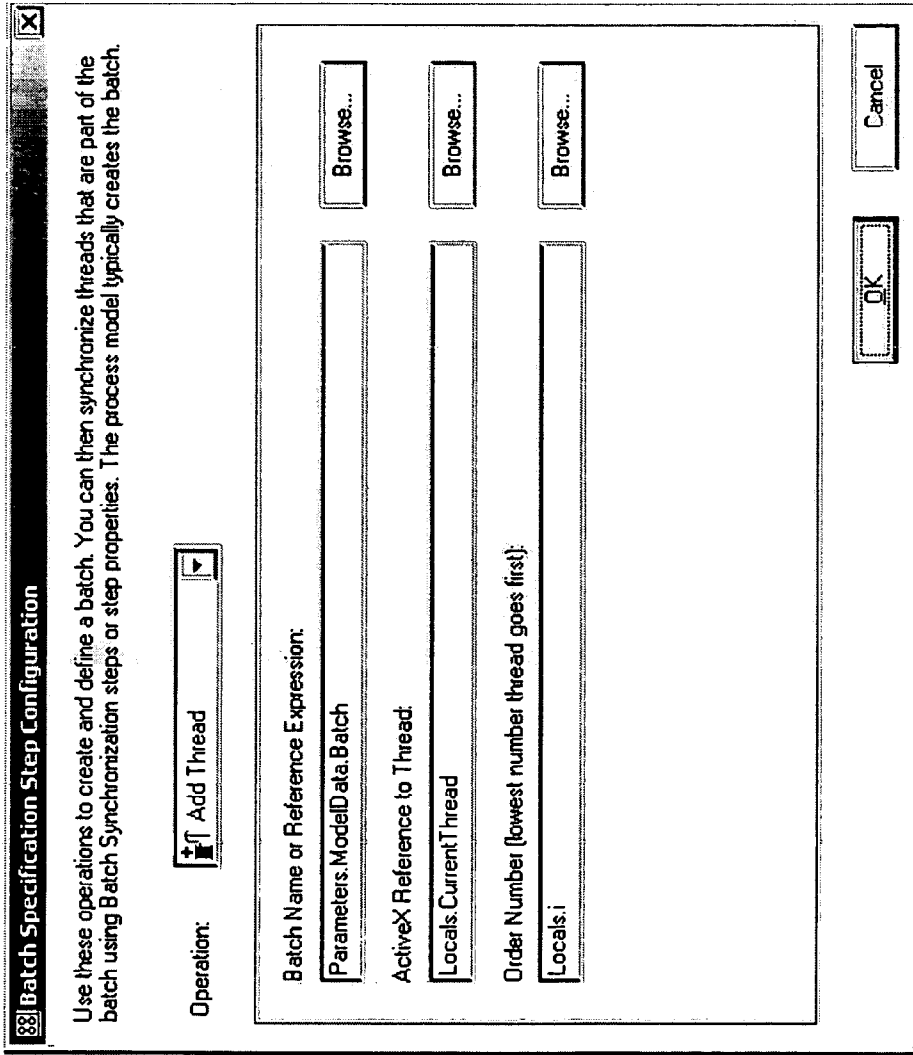 Batch Specification Step Configuration
Use these operations to create and define a batch. You can then synchronize threads that are part of the
batch using Batch Synchronization steps or step properties. The process model typically creates the batch.
Operation:
Add Thread
Batch Name or Reference Expression:
Parameters.ModelData.Batch
Browse...
ActiveX Reference to Thread:
Locals.CurrentThread
Browse...
Order Number (lowest number thread goes first):
Locals.i
Browse...
OK
Cancel